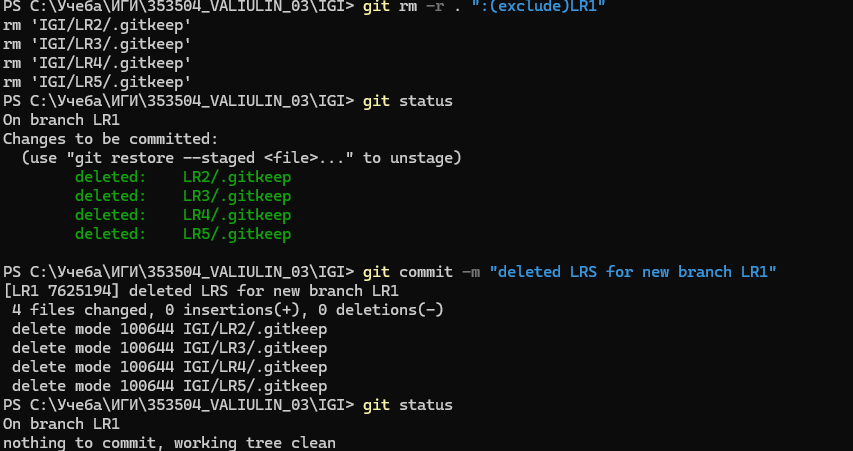 PS C:\Учеба\ИГИ\353504_VALIULIN_03\IGI> git rm -r . ":(exclude)LR1"
rm 'IGI/LR2/.gitkeep'
rm 'IGI/LR3/.gitkeep'
rm 'IGI/LR4/.gitkeep'
rm 'IGI/LR5/.gitkeep'
PS C:\Учеба\ИГИ\353504_VALIULIN_03\IGI> git status
On branch LR1
Changes to be committed:
  (use "git restore --staged <file>..." to unstage)
        deleted:    LR2/.gitkeep
        deleted:    LR3/.gitkeep
        deleted:    LR4/.gitkeep
        deleted:    LR5/.gitkeep
PS C:\Учеба\ИГИ\353504_VALIULIN_03\IGI> git commit -m "deleted LRS for new branch LR1"
[LR1 7625194] deleted LRS for new branch LR1
 4 files changed, 0 insertions(+), 0 deletions(-)
 delete mode 100644 IGI/LR2/.gitkeep
 delete mode 100644 IGI/LR3/.gitkeep
 delete mode 100644 IGI/LR4/.gitkeep
 delete mode 100644 IGI/LR5/.gitkeep
PS C:\Учеба\ИГИ\353504_VALIULIN_03\IGI> git status
On branch LR1
nothing to commit, working tree clean